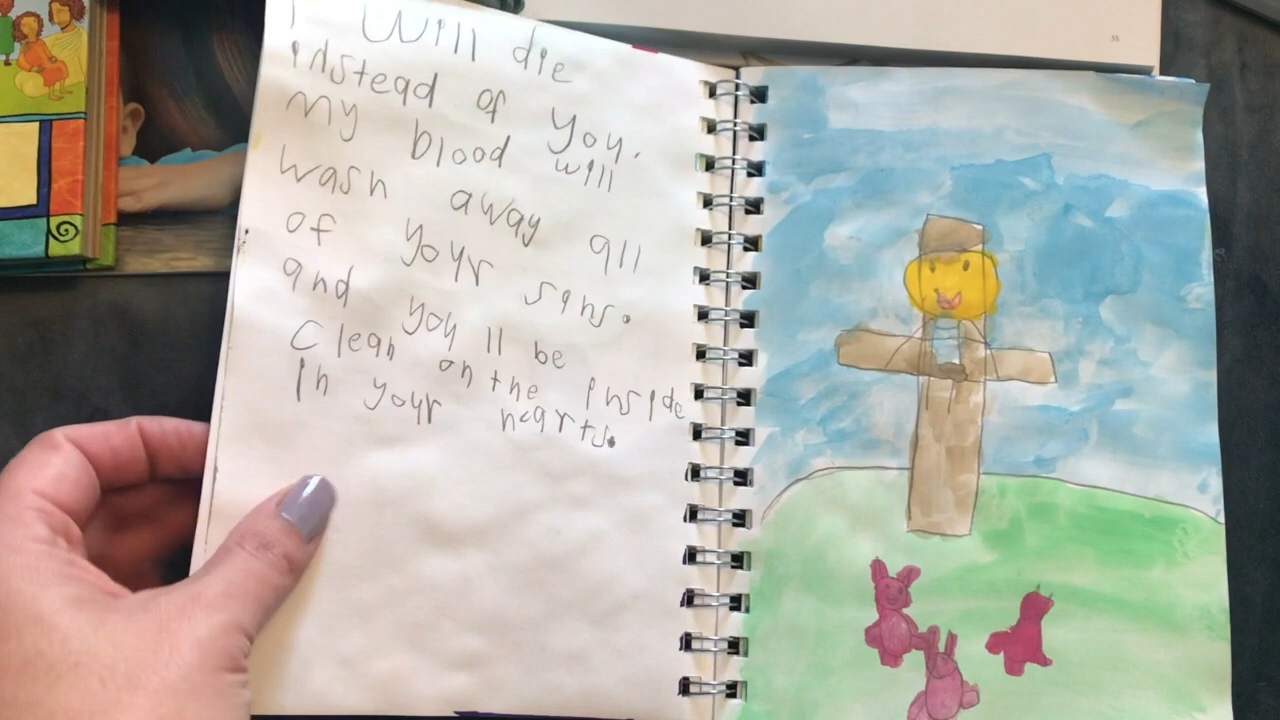 I Will die
instead of you.
My blood will
wash away all
of your sins.
and you ll be
Clean on the inside
in your hearts.
33